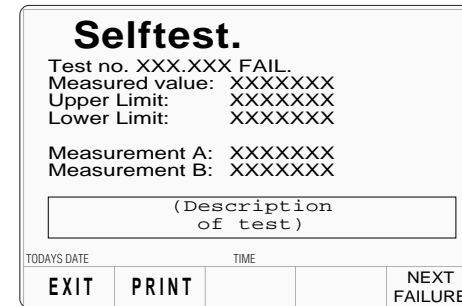 Selftest.
Test no. XXX.XXX FAIL.
Measured value: XXXXXXX
Upper Limit: XXXXXXX
Lower Limit: XXXXXXX
Measurement A: XXXXXXX
Measurement B: XXXXXXX
(Description
of test)
TODAYS DATE TIME
EXIT PRINT NEXT
FAILURE